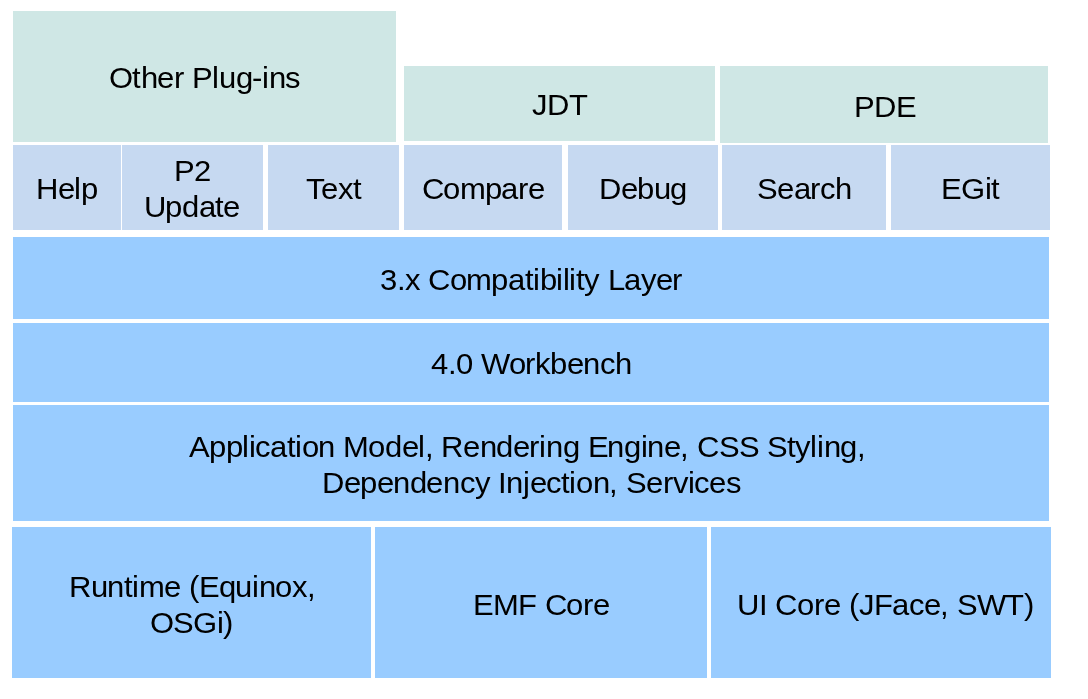 Other Plug-ins
JDT
PDE
Help
P2
Update
Text
Compare
Debug
Search
EGit
3.x Compatibility Layer
4.0 Workbench
Application Model, Rendering Engine, CSS Styling,
Dependency Injection, Services
Runtime (Equinox,
OSGi)
EMF Core
UI Core (JFace, SWT)